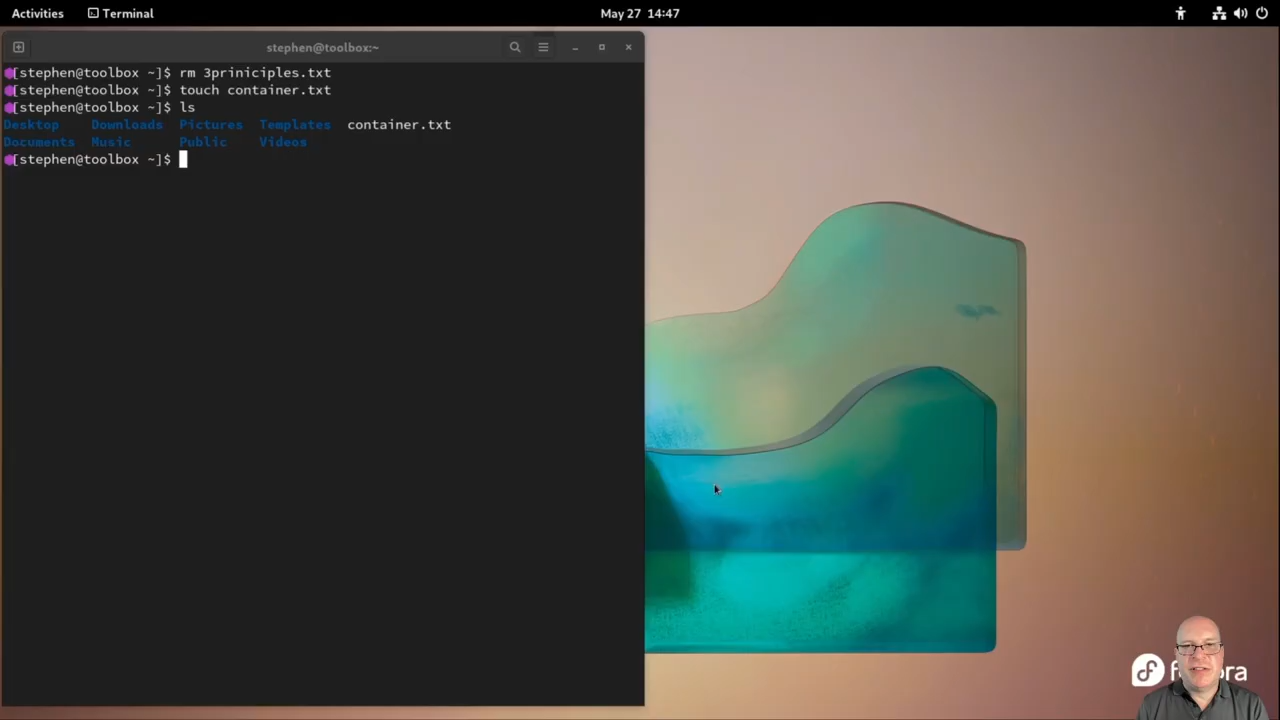 Activities Terminal May 27 14:47
stephen@toolbox:~
[stephen@toolbox ~]$ rm 3priniciples.txt
[stephen@toolbox ~]$ touch container.txt
[stephen@toolbox ~]$ ls
Desktop Downloads Pictures Templates container.txt
Documents Music Public Videos
[stephen@toolbox ~]$